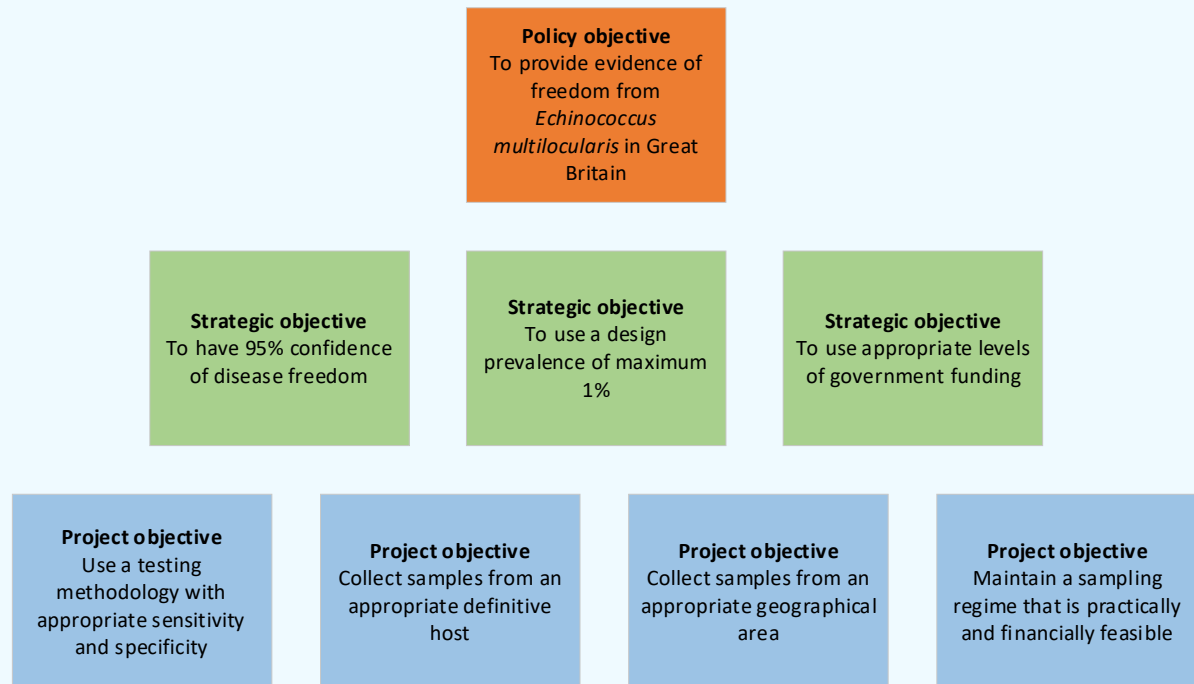 Policy objective
To provide evidence of
freedom from
Echinococcus
multilocularis in Great
Britain
Strategic objective
To have 95% confidence
of disease freedom
Strategic objective
To use a design
prevalence of maximum
1%
Strategic objective
To use appropriate levels
of government funding
Project objective
Use a testing
methodology with
appropriate sensitivity
and specificity
Project objective
Collect samples from an
appropriate definitive
host
Project objective
Collect samples from an
appropriate geographical
area
Project objective
Maintain a sampling
regime that is practically
and financially feasible